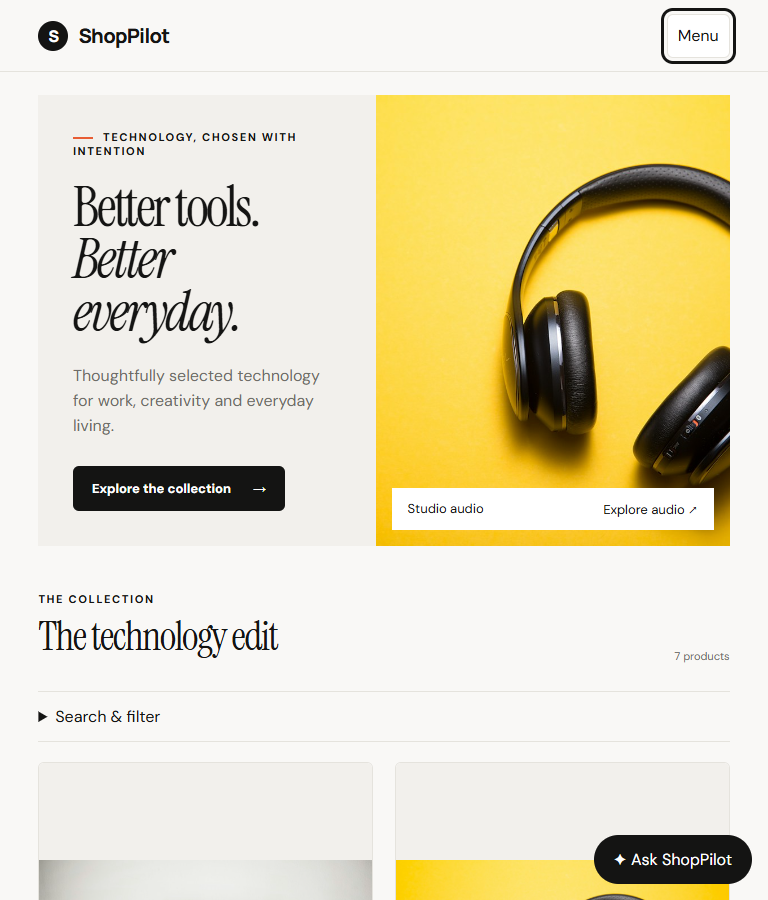 S ShopPilot
Menu
TECHNOLOGY, CHOSEN WITH
INTENTION
Better tools.
Better
everyday.
Thoughtfully selected technology
for work, creativity and everyday
living.
Explore the collection →
Studio audio
Explore audio ↗
THE COLLECTION
The technology edit
7 products
▶ Search & filter
✦ Ask ShopPilot